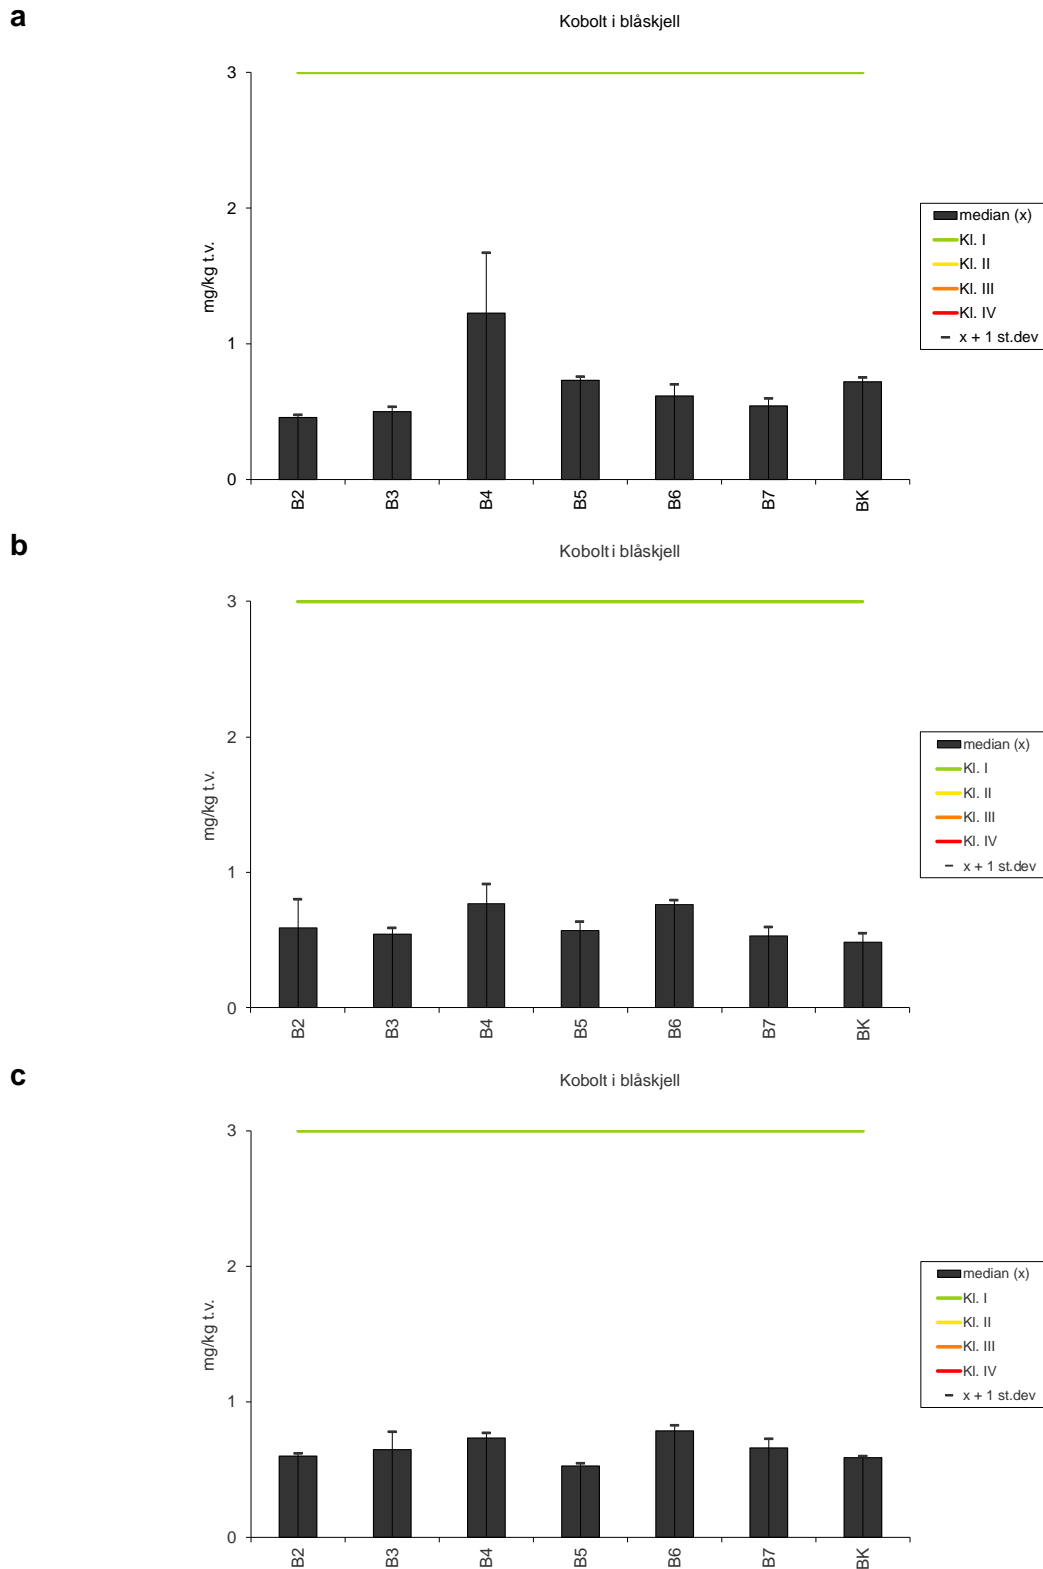 a
Kobolt i blåskjell
3
2
1
0
mg/kg t.v.
B2 B3 B4 B5 B6 B7 BK
median (x)
Kl. I
Kl. II
Kl. III
Kl. IV
x + 1 st.dev
b
Kobolt i blåskjell
3
2
1
0
mg/kg t.v.
B2 B3 B4 B5 B6 B7 BK
median (x)
Kl. I
Kl. II
Kl. III
Kl. IV
x + 1 st.dev
c
Kobolt i blåskjell
3
2
1
0
mg/kg t.v.
B2 B3 B4 B5 B6 B7 BK
median (x)
Kl. I
Kl. II
Kl. III
Kl. IV
x + 1 st.dev